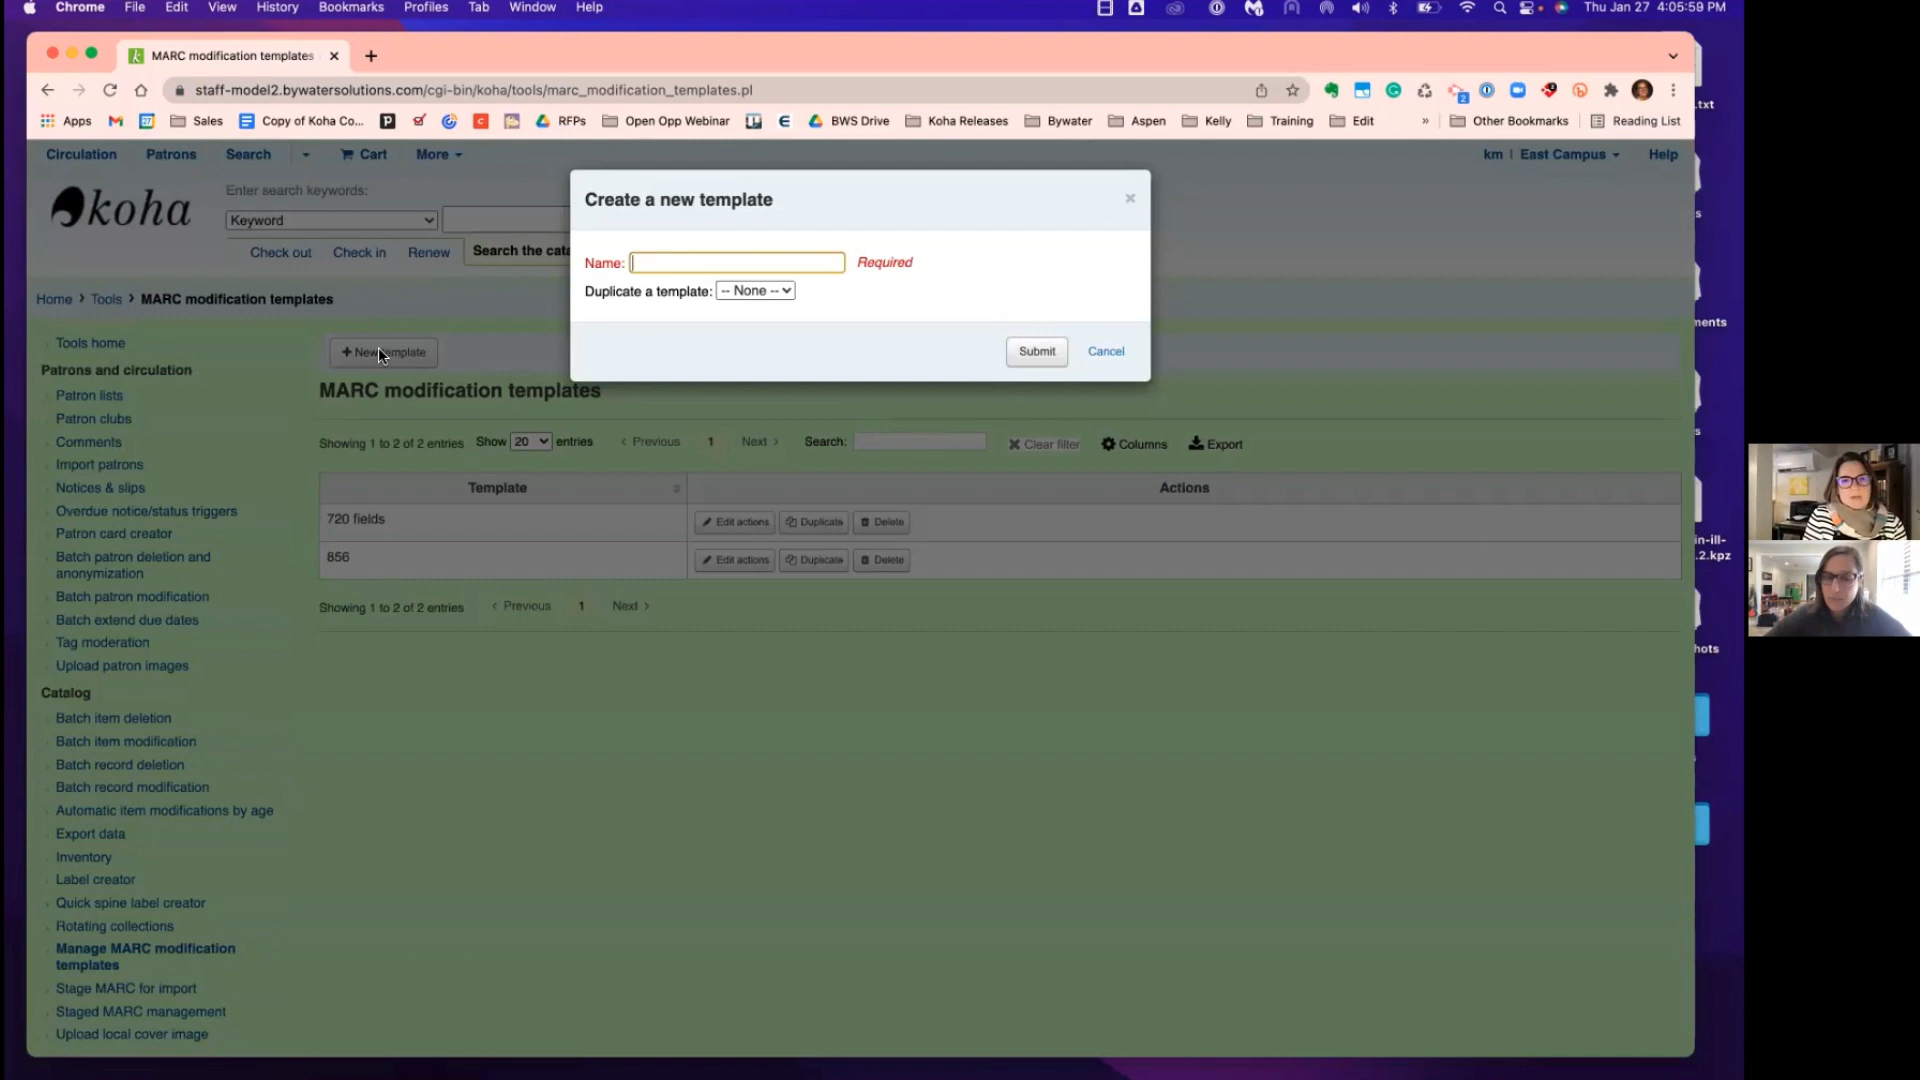 Chrome File Edit View History Bookmarks Profiles Tab Window Help
Thu Jan 27 4:05:59 PM
MARC modification templates
staff-model2.bywatersolutions.com/cgi-bin/koha/tools/marc_modification_templates.pl
Apps Sales Copy of Koha Co... RFPs Open Opp Webinar BWS Drive Koha Releases Bywater Aspen Kelly Training Edit » Other Bookmarks Reading List
.txt
Circulation Patrons Search Cart More
km | East Campus Help
koha
Enter search keywords:
Keyword
Check out Check in Renew Search the cata
Create a new template
Name: Required
Duplicate a template: -- None --
Submit Cancel
Home > Tools > MARC modification templates
Tools home
Patrons and circulation
Patron lists
Patron clubs
Comments
Import patrons
Notices & slips
Overdue notice/status triggers
Patron card creator
Batch patron deletion and
anonymization
Batch patron modification
Batch extend due dates
Tag moderation
Upload patron images
Catalog
Batch item deletion
Batch item modification
Batch record deletion
Batch record modification
Automatic item modifications by age
Export data
Inventory
Label creator
Quick spine label creator
Rotating collections
Manage MARC modification
templates
Stage MARC for import
Staged MARC management
Upload local cover image
+ New template
MARC modification templates
Showing 1 to 2 of 2 entries Show 20 entries < Previous 1 Next > Search: Clear filter Columns Export
Template Actions
720 fields Edit actions Duplicate Delete
856 Edit actions Duplicate Delete
Showing 1 to 2 of 2 entries < Previous 1 Next >
s
ments
s
in-ill-
.2.kpz
s
hots